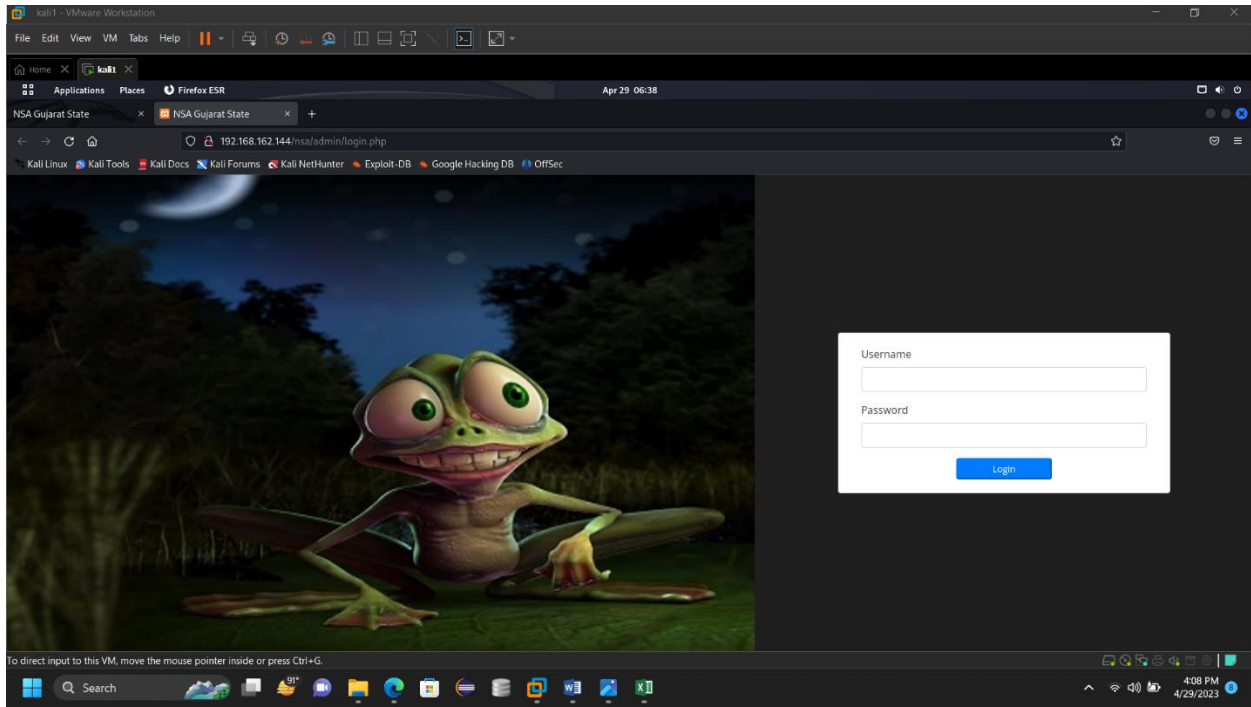 kali1 - VMware Workstation
File Edit View VM Tabs Help
Home kali1
Applications Places Firefox ESR Apr 29 06:38
NSA Gujarat State NSA Gujarat State
192.168.162.144/nsa/admin/login.php
Kali Linux Kali Tools Kali Docs Kali Forums Kali NetHunter Exploit-DB Google Hacking DB OffSec
Username
Password
Login
To direct input to this VM, move the mouse pointer inside or press Ctrl+G.
Search 91° 4:08 PM
4/29/2023 8